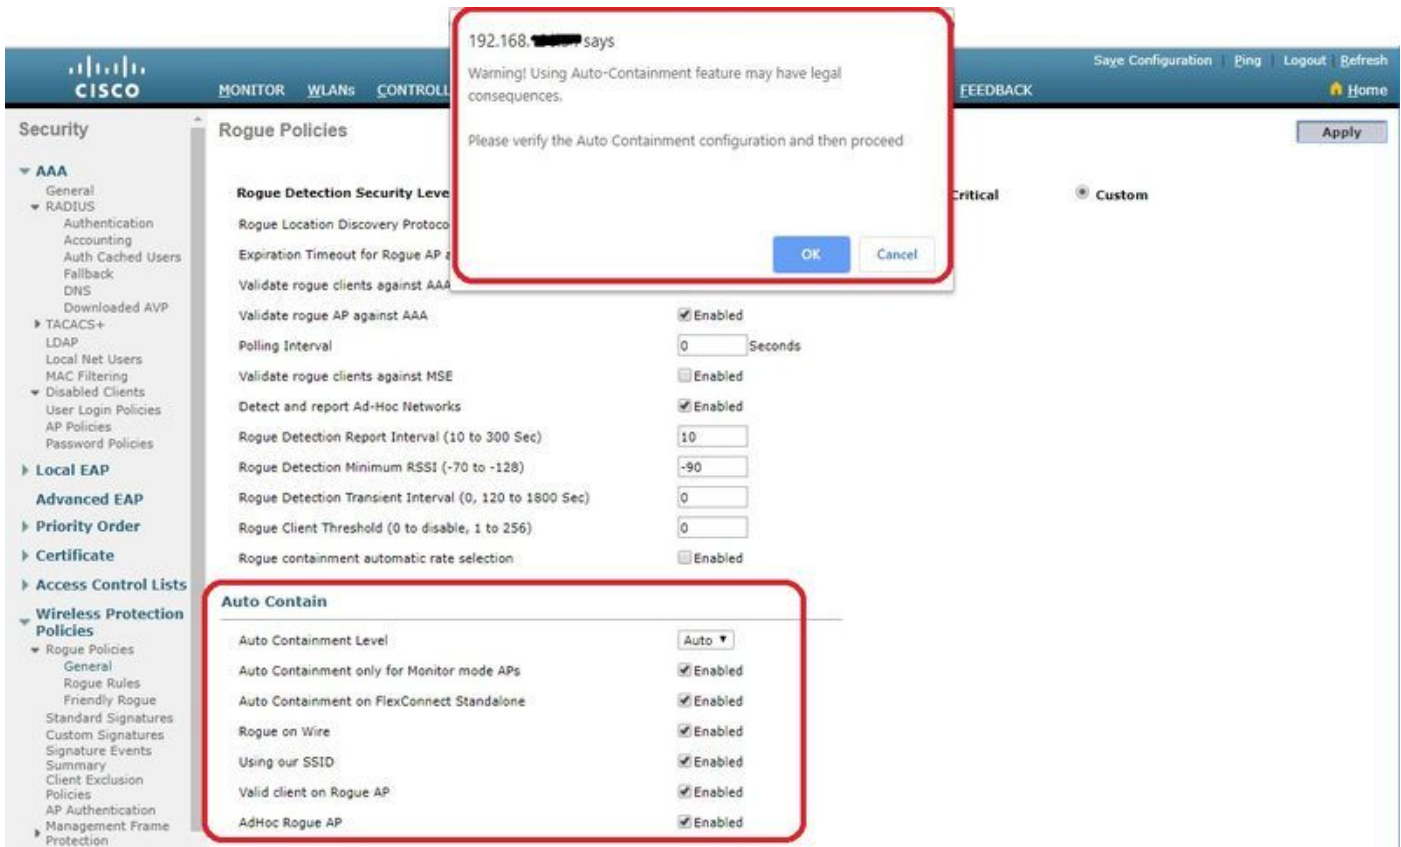 192.168. says
Warning! Using Auto-Containment feature may have legal
consequences.
Please verify the Auto Containment configuration and then proceed
OK
Cancel
CISCO
MONITOR WLANs CONTROLL
FEEDBACK
Save Configuration Ping Logout Refresh
Home
Security
AAA
General
RADIUS
Authentication
Accounting
Auth Cached Users
Fallback
DNS
Downloaded AVP
TACACS+
LDAP
Local Net Users
MAC Filtering
Disabled Clients
User Login Policies
AP Policies
Password Policies
Local EAP
Advanced EAP
Priority Order
Certificate
Access Control Lists
Wireless Protection
Policies
Rogue Policies
General
Rogue Rules
Friendly Rogue
Standard Signatures
Custom Signatures
Signature Events
Summary
Client Exclusion
Policies
AP Authentication
Management Frame
Protection
Rogue Policies
Apply
Rogue Detection Security Leve Critical Custom
Rogue Location Discovery Protoco
Expiration Timeout for Rogue AP a
Validate rogue clients against AAA
Validate rogue AP against AAA Enabled
Polling Interval 0 Seconds
Validate rogue clients against MSE Enabled
Detect and report Ad-Hoc Networks Enabled
Rogue Detection Report Interval (10 to 300 Sec) 10
Rogue Detection Minimum RSSI (-70 to -128) -90
Rogue Detection Transient Interval (0, 120 to 1800 Sec) 0
Rogue Client Threshold (0 to disable, 1 to 256) 0
Rogue containment automatic rate selection Enabled
Auto Contain
Auto Containment Level Auto
Auto Containment only for Monitor mode APs Enabled
Auto Containment on FlexConnect Standalone Enabled
Rogue on Wire Enabled
Using our SSID Enabled
Valid client on Rogue AP Enabled
AdHoc Rogue AP Enabled